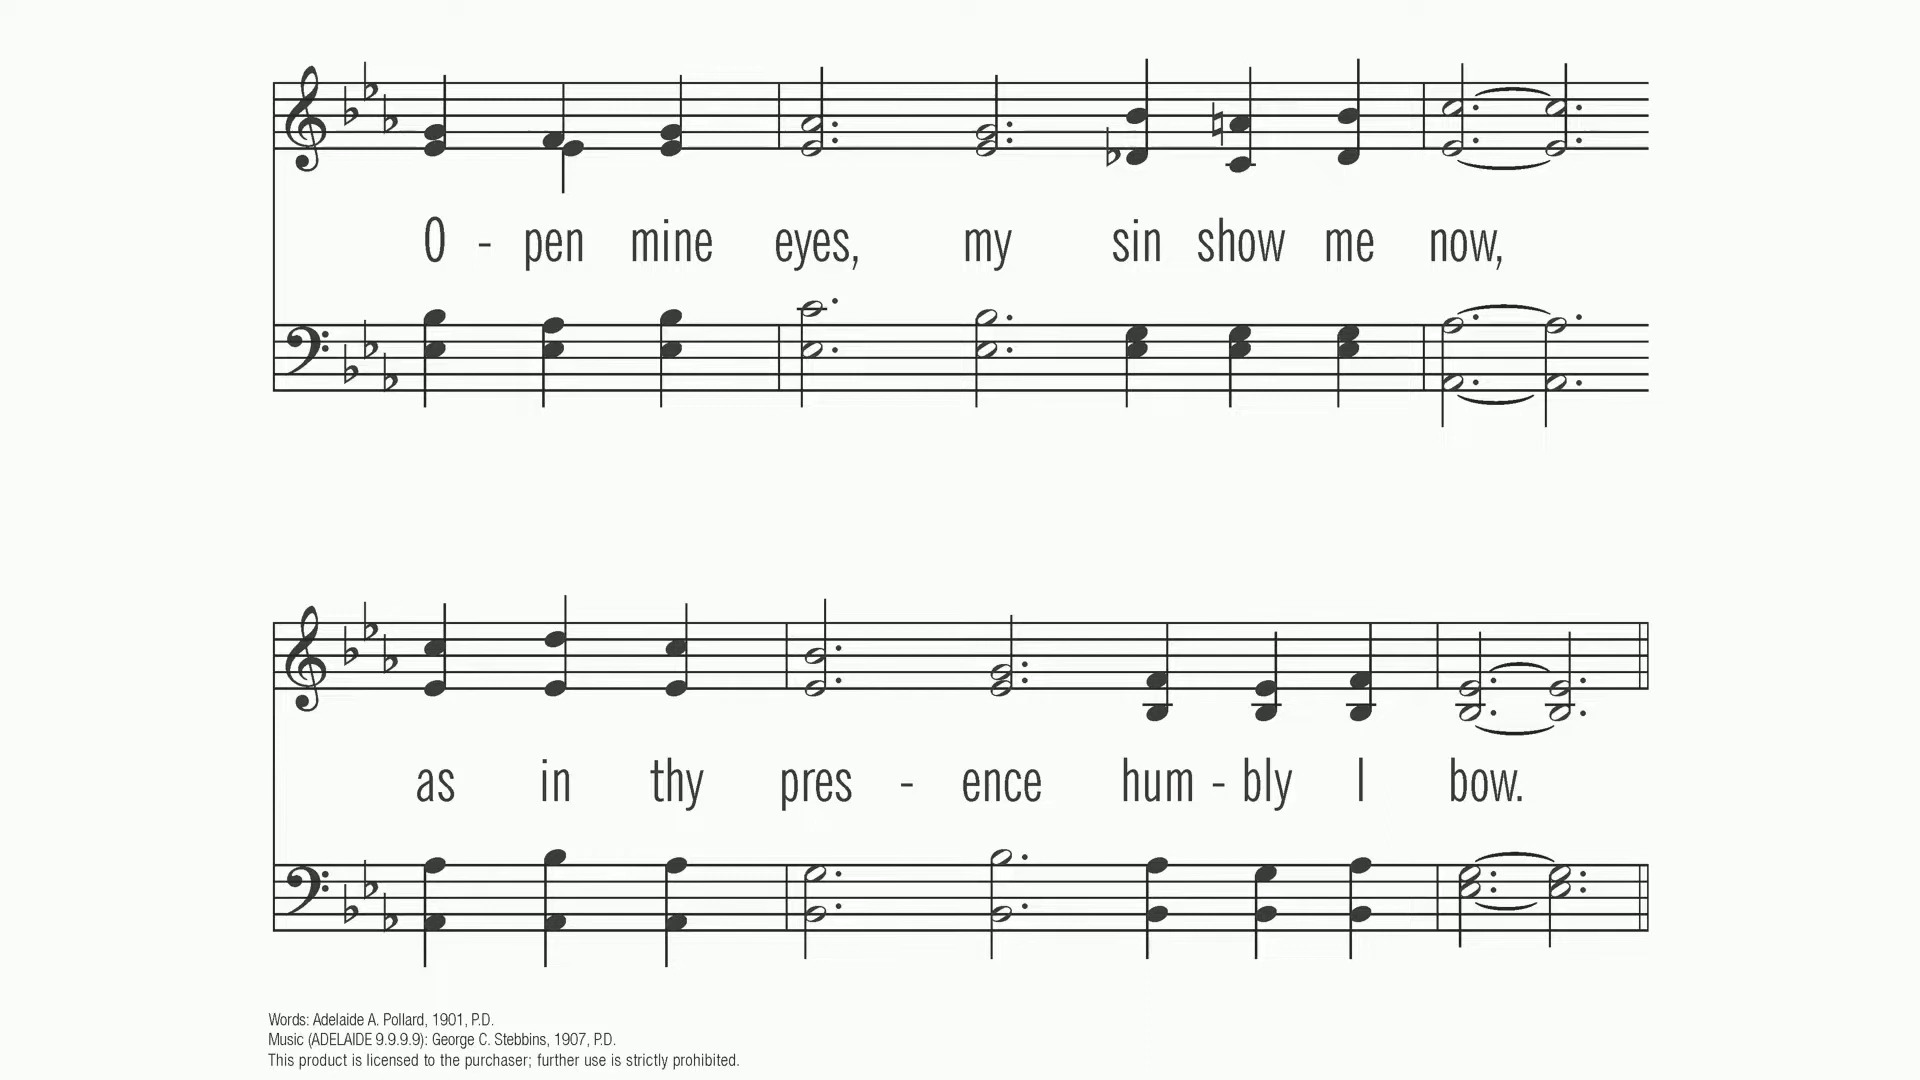 O - pen mine eyes, my sin show me now,
as in thy pres - ence hum - bly I bow.
Words: Adelaide A. Pollard, 1901, P.D.
Music (ADELAIDE 9.9.9.9): George C. Stebbins, 1907, P.D.
This product is licensed to the purchaser; further use is strictly prohibited.